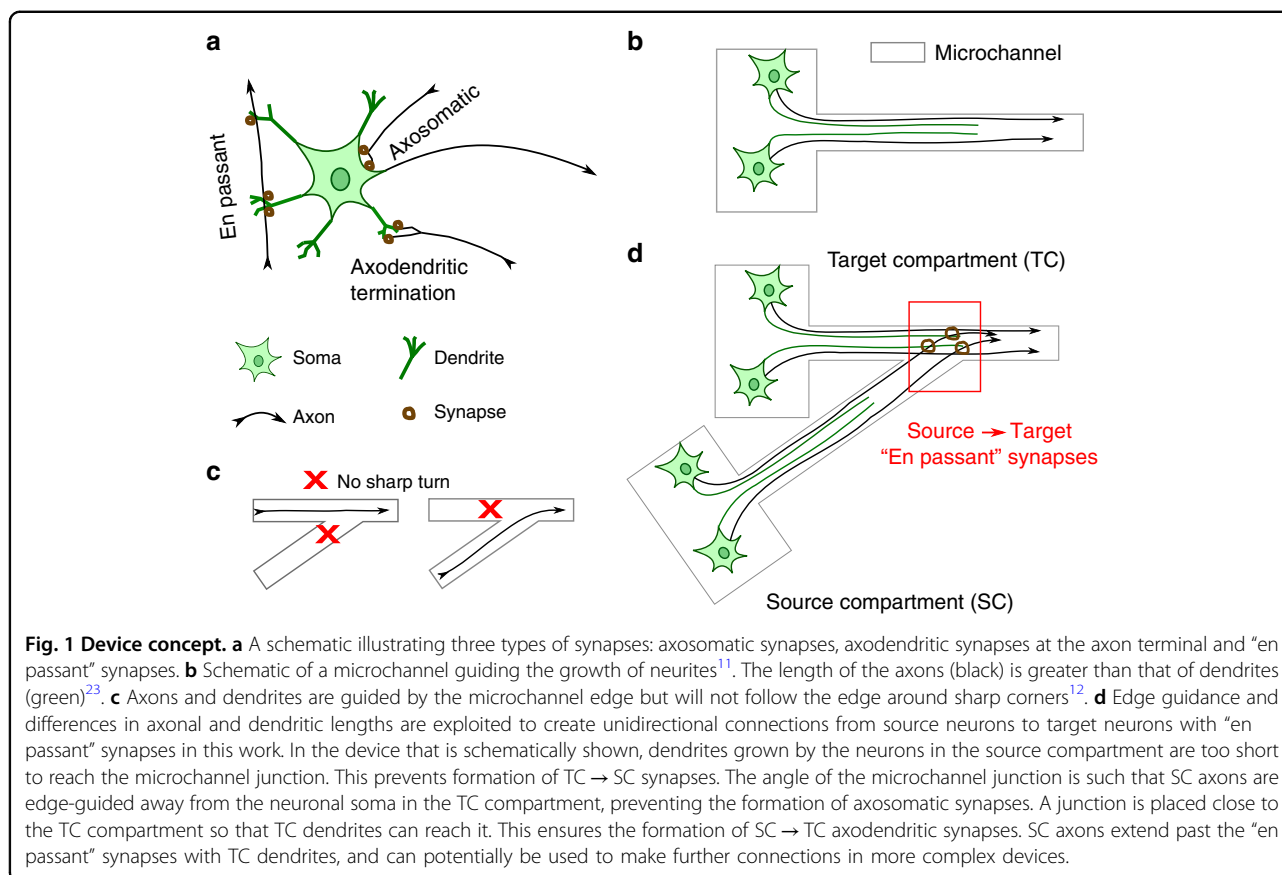 a
En passant
Axosomatic
Axodendritic
termination
Soma
Dendrite
Axon
Synapse
b
Microchannel
c
No sharp turn
d
Target compartment (TC)
Source → Target
“En passant” synapses
Source compartment (SC)
Fig. 1 Device concept. a A schematic illustrating three types of synapses: axosomatic synapses, axodendritic synapses at the axon terminal and “en
passant” synapses. b Schematic of a microchannel guiding the growth of neurites11. The length of the axons (black) is greater than that of dendrites
(green)23. c Axons and dendrites are guided by the microchannel edge but will not follow the edge around sharp corners12. d Edge guidance and
differences in axonal and dendritic lengths are exploited to create unidirectional connections from source neurons to target neurons with “en
passant” synapses in this work. In the device that is schematically shown, dendrites grown by the neurons in the source compartment are too short
to reach the microchannel junction. This prevents formation of TC → SC synapses. The angle of the microchannel junction is such that SC axons are
edge-guided away from the neuronal soma in the TC compartment, preventing the formation of axosomatic synapses. A junction is placed close to
the TC compartment so that TC dendrites can reach it. This ensures the formation of SC → TC axodendritic synapses. SC axons extend past the “en
passant” synapses with TC dendrites, and can potentially be used to make further connections in more complex devices.